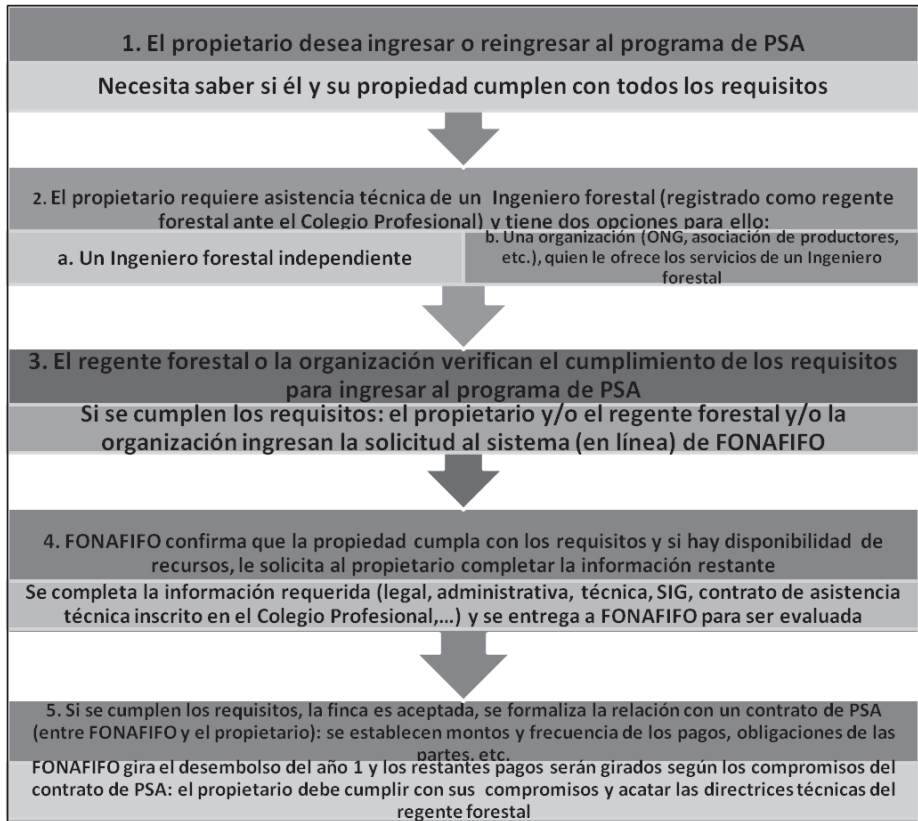 1. El propietario desea ingresar o reingresar al programa de PSA
Necesita saber si él y su propiedad cumplen con todos los requisitos
2. El propietario requiere asistencia técnica de un Ingeniero forestal (registrado como regente
forestal ante el Colegio Profesional) y tiene dos opciones para ello:
a. Un Ingeniero forestal independiente
b. Una organización (ONG, asociación de productores,
etc.), quien le ofrece los servicios de un Ingeniero
forestal
3. El regente forestal o la organización verifican el cumplimiento de los requisitos
para ingresar al programa de PSA
Si se cumplen los requisitos: el propietario y/o el regente forestal y/o la
organización ingresan la solicitud al sistema (en línea) de FONAFIFO
4. FONAFIFO confirma que la propiedad cumpla con los requisitos y si hay disponibilidad de
recursos, le solicita al propietario completar la información restante
Se completa la información requerida (legal, administrativa, técnica, SIG, contrato de asistencia
técnica inscrito en el Colegio Profesional,...) y se entrega a FONAFIFO para ser evaluada
5. Si se cumplen los requisitos, la finca es aceptada, se formaliza la relación con un contrato de PSA
(entre FONAFIFO y el propietario): se establecen montos y frecuencia de los pagos, obligaciones de las
partes, etc.
FONAFIFO gira el desembolso del año 1 y los restantes pagos serán girados según los compromisos del
contrato de PSA: el propietario debe cumplir con sus compromisos y acatar las directrices técnicas del
regente forestal